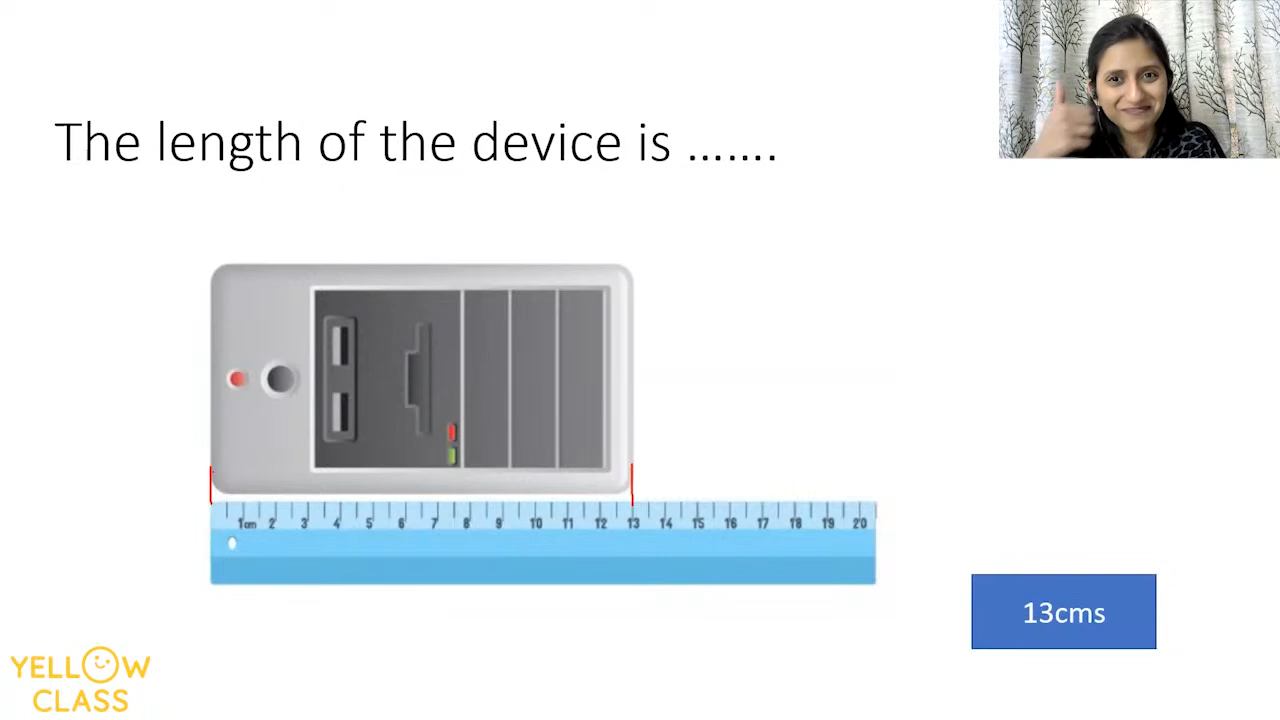 The length of the device is .......
1cm 2 3 4 5 6 7 8 9 10 11 12 13 14 15 16 17 18 19 20
13cms
YELLOW
CLASS